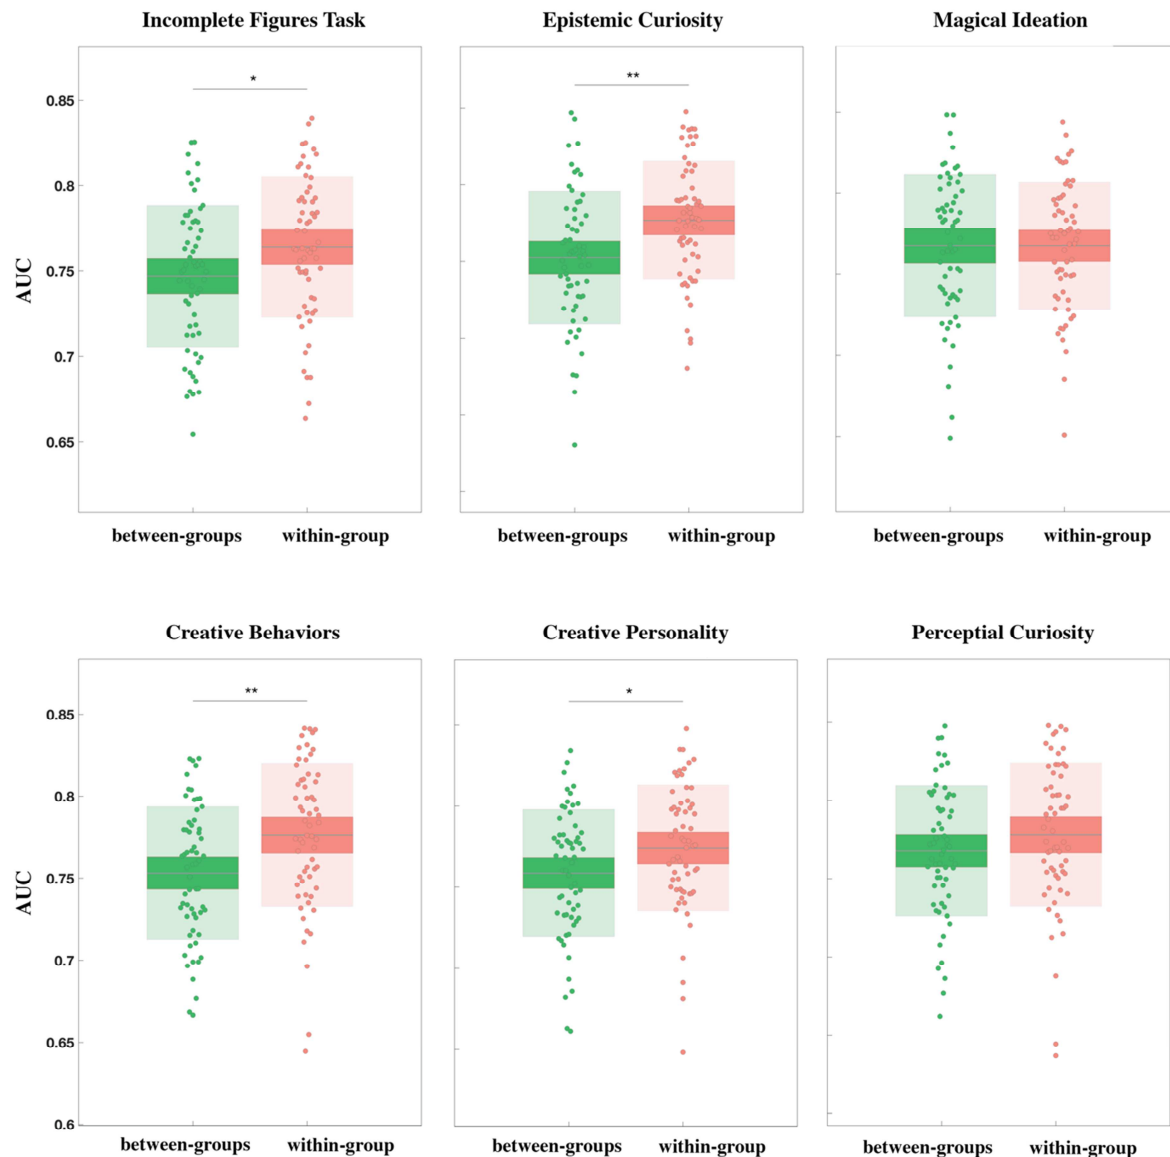 Incomplete Figures Task
Epistemic Curiosity
Magical Ideation
*
**
AUC
0.85
0.8
0.75
0.7
0.65
between-groups
within-group
between-groups
within-group
between-groups
within-group
Creative Behaviors
Creative Personality
Perceptial Curiosity
**
*
AUC
0.85
0.8
0.75
0.7
0.65
0.6
between-groups
within-group
between-groups
within-group
between-groups
within-group